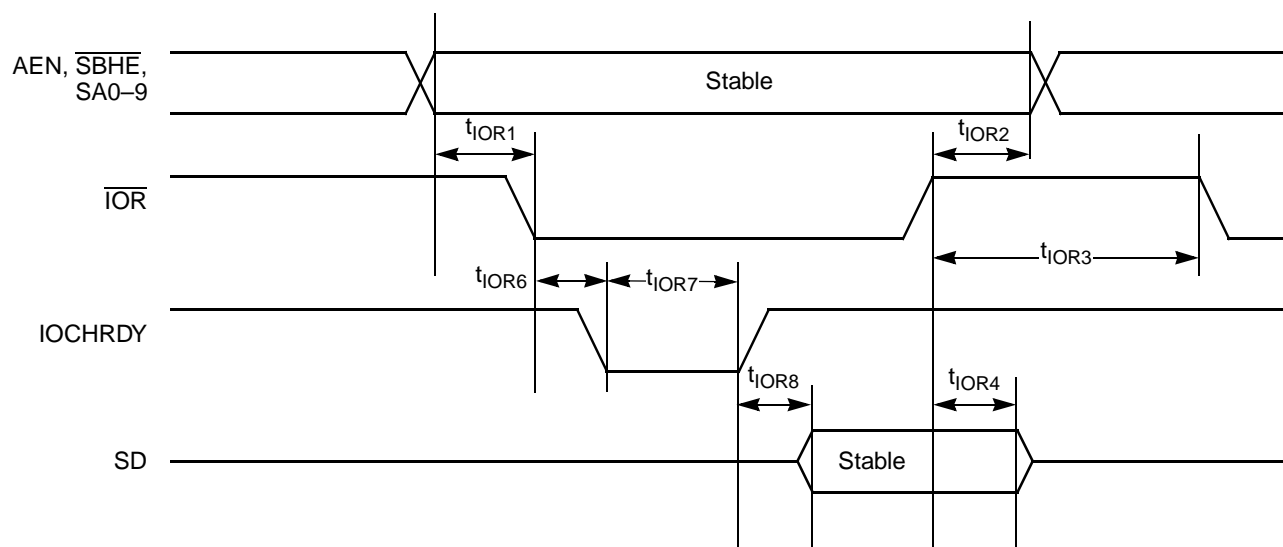 AEN, SBHE,
SA0–9
Stable
tIOR1
tIOR2
IOR
tIOR3
tIOR6
tIOR7
IOCHRDY
tIOR8
tIOR4
SD
Stable